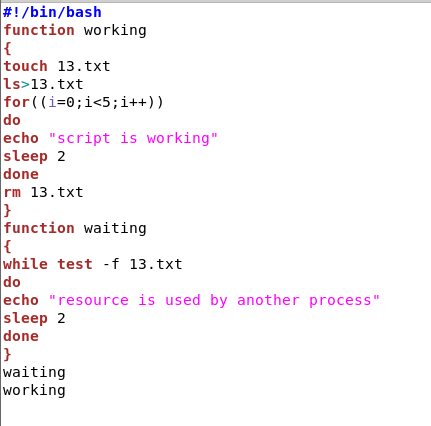 #!/bin/bash
function working
{
touch 13.txt
ls>13.txt
for((i=0;i<5;i++))
do
echo "script is working"
sleep 2
done
rm 13.txt
}
function waiting
{
while test -f 13.txt
do
echo "resource is used by another process"
sleep 2
done
}
waiting
working